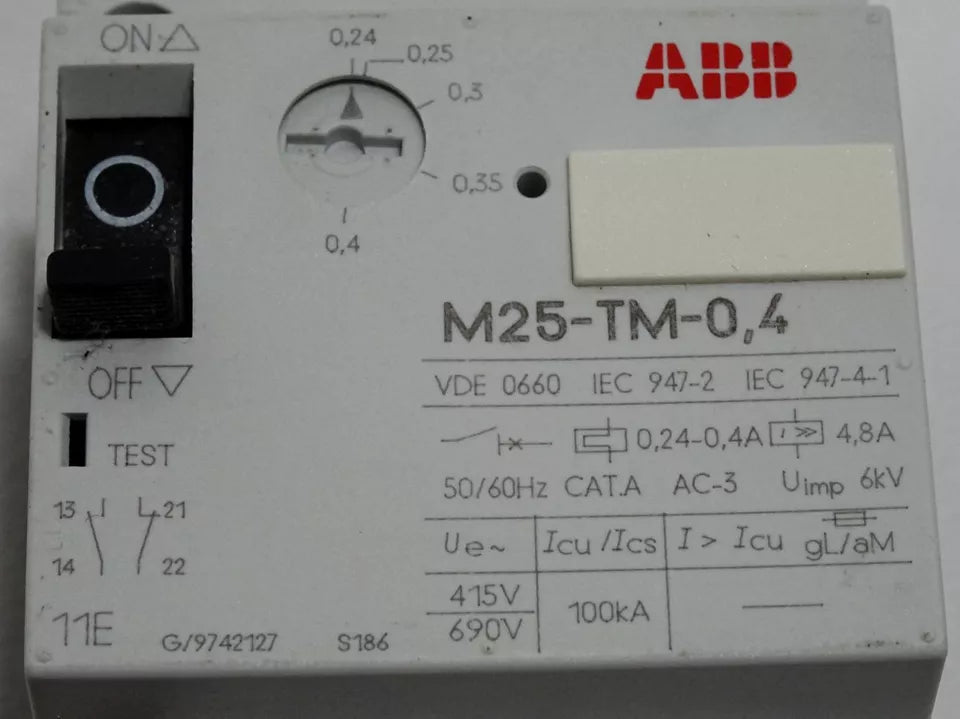 ON
0,24
0,25
0,3
0,35
0,4
ABB
M25-TM-0,4
OFF
VDE 0660 IEC 947-2 IEC 947-4-1
TEST
0,24-0,4A I >> 4,8A
50/60Hz CAT.A AC-3 Uimp 6kV
13 21
14 22
Ue~ Icu/Ics I > Icu gL/aM
415V
690V
100kA
11E
G/9742127 S186